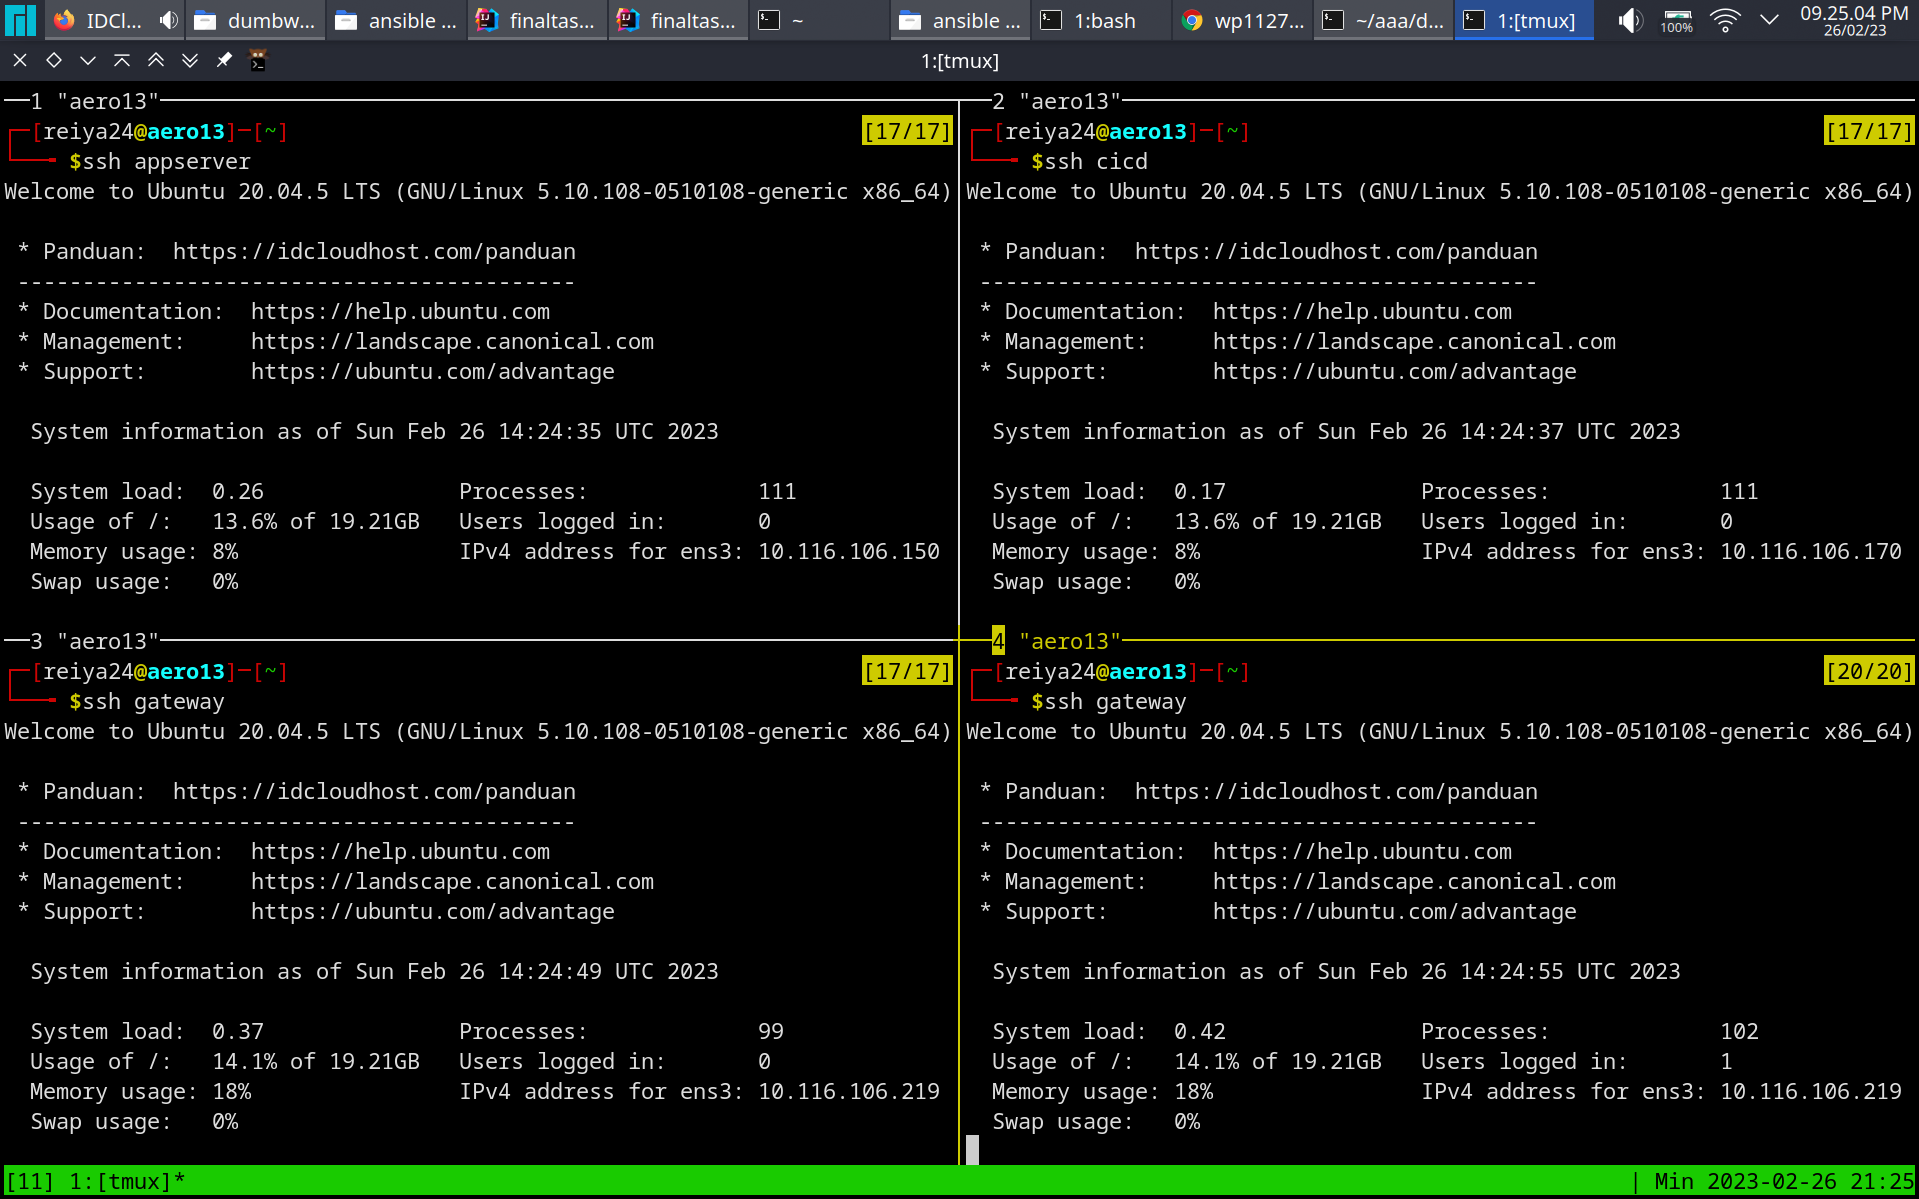 IDCl... dumbw... ansible ... finaltas... finaltas... ~ ansible ... 1:bash wp1127... ~/aaa/d... 1:[tmux] 100% 09.25.04 PM
26/02/23
1:[tmux]
1 "aero13"
[reiya24@aero13]─[~] [17/17]
$ssh appserver
Welcome to Ubuntu 20.04.5 LTS (GNU/Linux 5.10.108-0510108-generic x86_64)
* Panduan:  https://idcloudhost.com/panduan
-------------------------------------------
* Documentation:  https://help.ubuntu.com
* Management:     https://landscape.canonical.com
* Support:        https://ubuntu.com/advantage
System information as of Sun Feb 26 14:24:35 UTC 2023
System load:  0.26               Processes:             111
Usage of /:   13.6% of 19.21GB   Users logged in:       0
Memory usage: 8%                 IPv4 address for ens3: 10.116.106.150
Swap usage:   0%
2 "aero13"
[reiya24@aero13]─[~] [17/17]
$ssh cicd
Welcome to Ubuntu 20.04.5 LTS (GNU/Linux 5.10.108-0510108-generic x86_64)
* Panduan:  https://idcloudhost.com/panduan
-------------------------------------------
* Documentation:  https://help.ubuntu.com
* Management:     https://landscape.canonical.com
* Support:        https://ubuntu.com/advantage
System information as of Sun Feb 26 14:24:37 UTC 2023
System load:  0.17               Processes:             111
Usage of /:   13.6% of 19.21GB   Users logged in:       0
Memory usage: 8%                 IPv4 address for ens3: 10.116.106.170
Swap usage:   0%
3 "aero13"
[reiya24@aero13]─[~] [17/17]
$ssh gateway
Welcome to Ubuntu 20.04.5 LTS (GNU/Linux 5.10.108-0510108-generic x86_64)
* Panduan:  https://idcloudhost.com/panduan
-------------------------------------------
* Documentation:  https://help.ubuntu.com
* Management:     https://landscape.canonical.com
* Support:        https://ubuntu.com/advantage
System information as of Sun Feb 26 14:24:49 UTC 2023
System load:  0.37               Processes:             99
Usage of /:   14.1% of 19.21GB   Users logged in:       0
Memory usage: 18%                IPv4 address for ens3: 10.116.106.219
Swap usage:   0%
4 "aero13"
[reiya24@aero13]─[~] [20/20]
$ssh gateway
Welcome to Ubuntu 20.04.5 LTS (GNU/Linux 5.10.108-0510108-generic x86_64)
* Panduan:  https://idcloudhost.com/panduan
-------------------------------------------
* Documentation:  https://help.ubuntu.com
* Management:     https://landscape.canonical.com
* Support:        https://ubuntu.com/advantage
System information as of Sun Feb 26 14:24:55 UTC 2023
System load:  0.42               Processes:             102
Usage of /:   14.1% of 19.21GB   Users logged in:       1
Memory usage: 18%                IPv4 address for ens3: 10.116.106.219
Swap usage:   0%
[11] 1:[tmux]* | Min 2023-02-26 21:25